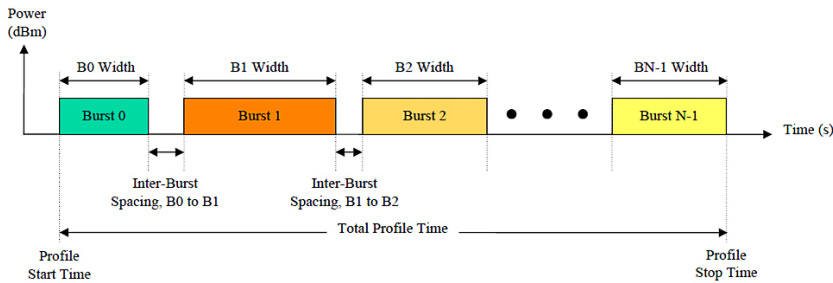 Power
(dBm)
B0 Width
B1 Width
B2 Width
BN-1 Width
Burst 0
Burst 1
Burst 2
Burst N-1
Time (s)
Inter-Burst
Spacing, B0 to B1
Inter-Burst
Spacing, B1 to B2
Total Profile Time
Profile
Start Time
Profile
Stop Time